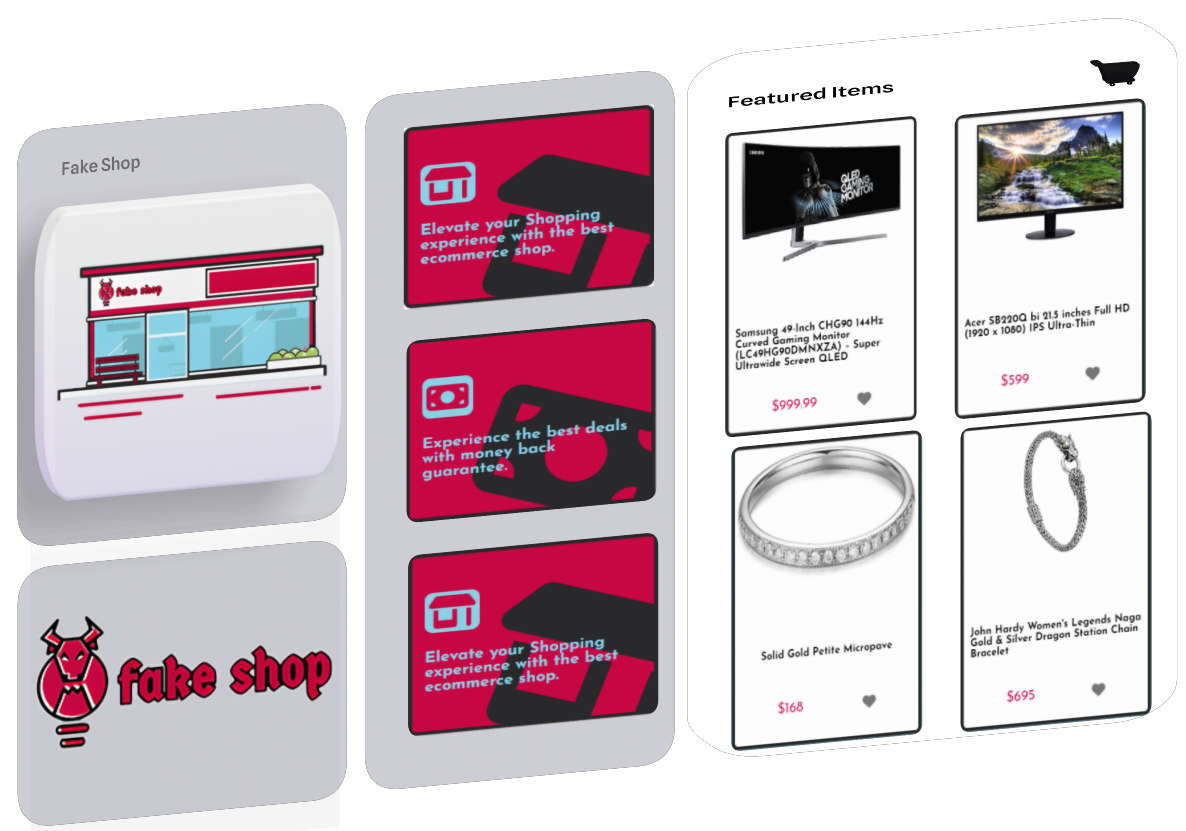 Fake Shop
fake shop
fake shop
Elevate your Shopping
experience with the best
ecommerce shop.
Experience the best deals
with money back
guarantee.
Elevate your Shopping
experience with the best
ecommerce shop.
Featured Items
SAMSUNG
QLED
GAMING
MONITOR
Samsung 49-Inch CHG90 144Hz
Curved Gaming Monitor
(LC49HG90DMNXZA) – Super
Ultrawide Screen QLED
$999.99
Acer SB220Q bi 21.5 inches Full HD
(1920 x 1080) IPS Ultra-Thin
$599
Solid Gold Petite Micropave
$168
John Hardy Women's Legends Naga
Gold & Silver Dragon Station Chain
Bracelet
$695